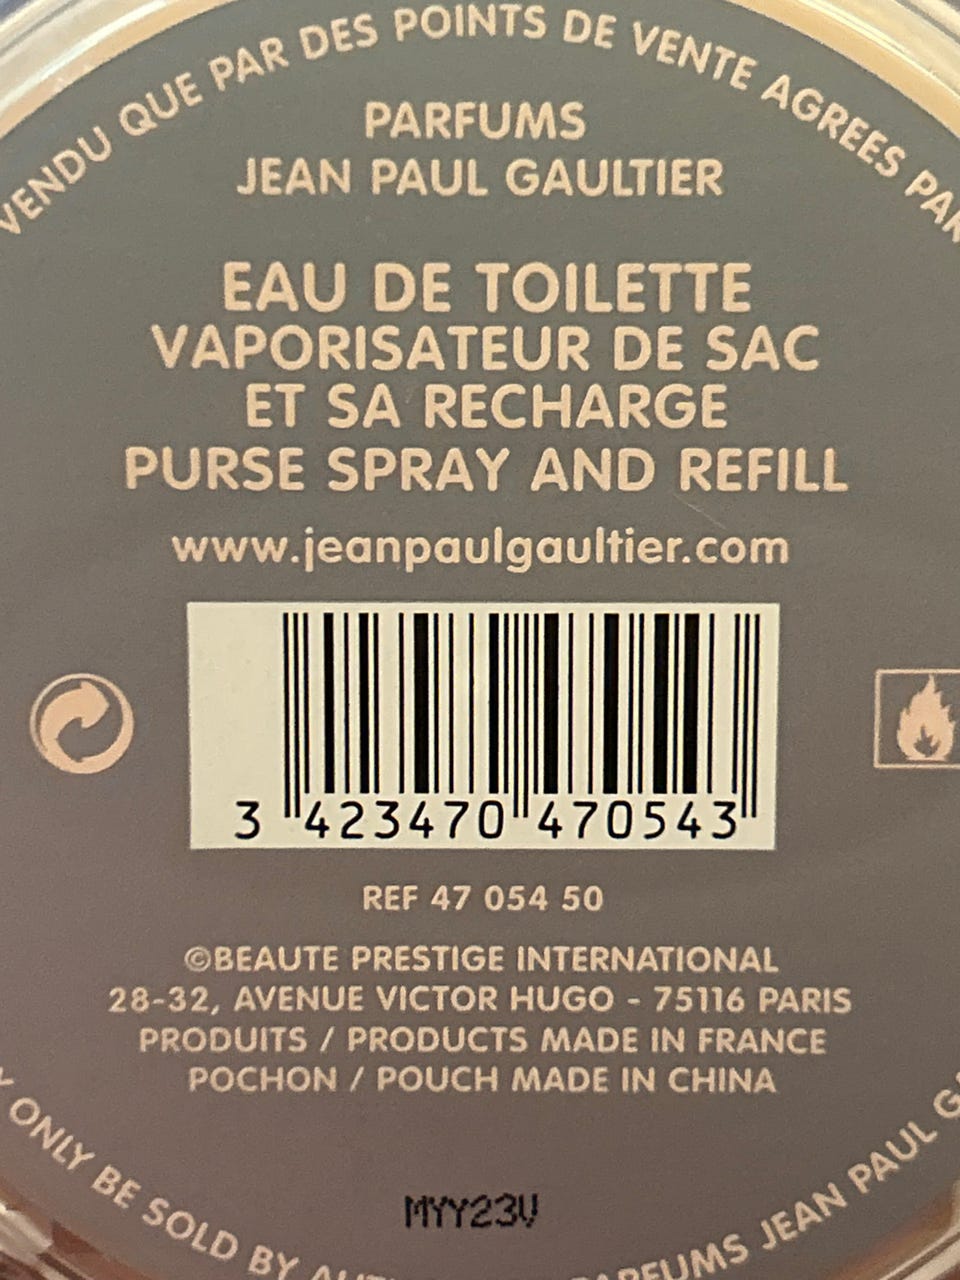 VENDU QUE PAR DES POINTS DE VENTE AGREES PAR
PARFUMS
JEAN PAUL GAULTIER
EAU DE TOILETTE
VAPORISATEUR DE SAC
ET SA RECHARGE
PURSE SPRAY AND REFILL
www.jeanpaulgaultier.com
3 423470 470543
REF 47 054 50
©BEAUTE PRESTIGE INTERNATIONAL
28-32, AVENUE VICTOR HUGO - 75116 PARIS
PRODUITS / PRODUCTS MADE IN FRANCE
POCHON / POUCH MADE IN CHINA
MYY23V
ONLY BE SOLD BY PARFUMS JEAN PAUL